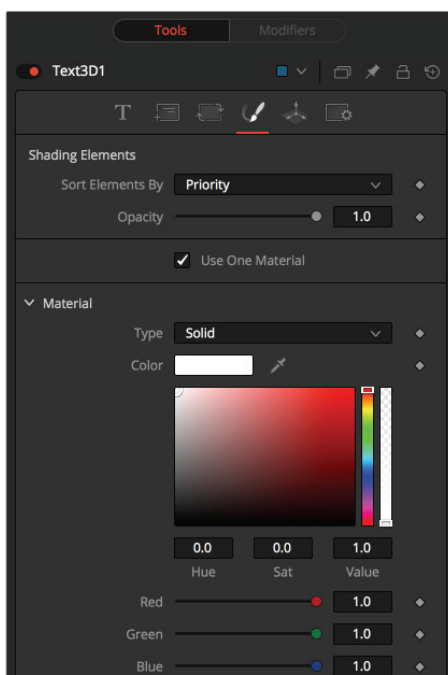 Tools Modifiers
Text3D1
T
Shading Elements
Sort Elements By Priority
Opacity 1.0
Use One Material
Material
Type Solid
Color
0.0 0.0 1.0
Hue Sat Value
Red 1.0
Green 1.0
Blue 1.0